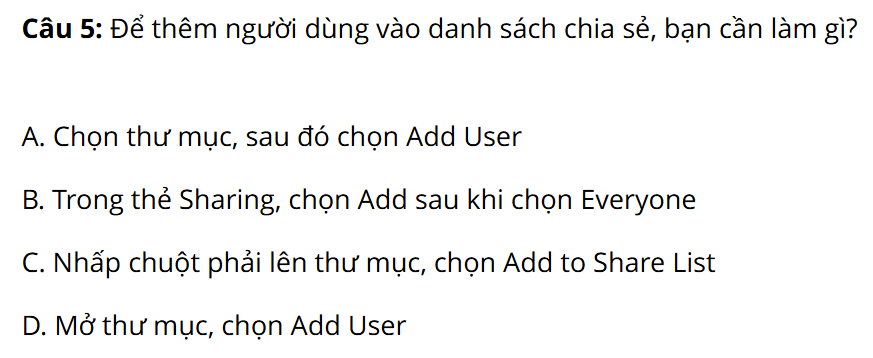 Câu 5: Để thêm người dùng vào danh sách chia sẻ, bạn cần làm gì?
A. Chọn thư mục, sau đó chọn Add User
B. Trong thẻ Sharing, chọn Add sau khi chọn Everyone
C. Nhấp chuột phải lên thư mục, chọn Add to Share List
D. Mở thư mục, chọn Add User